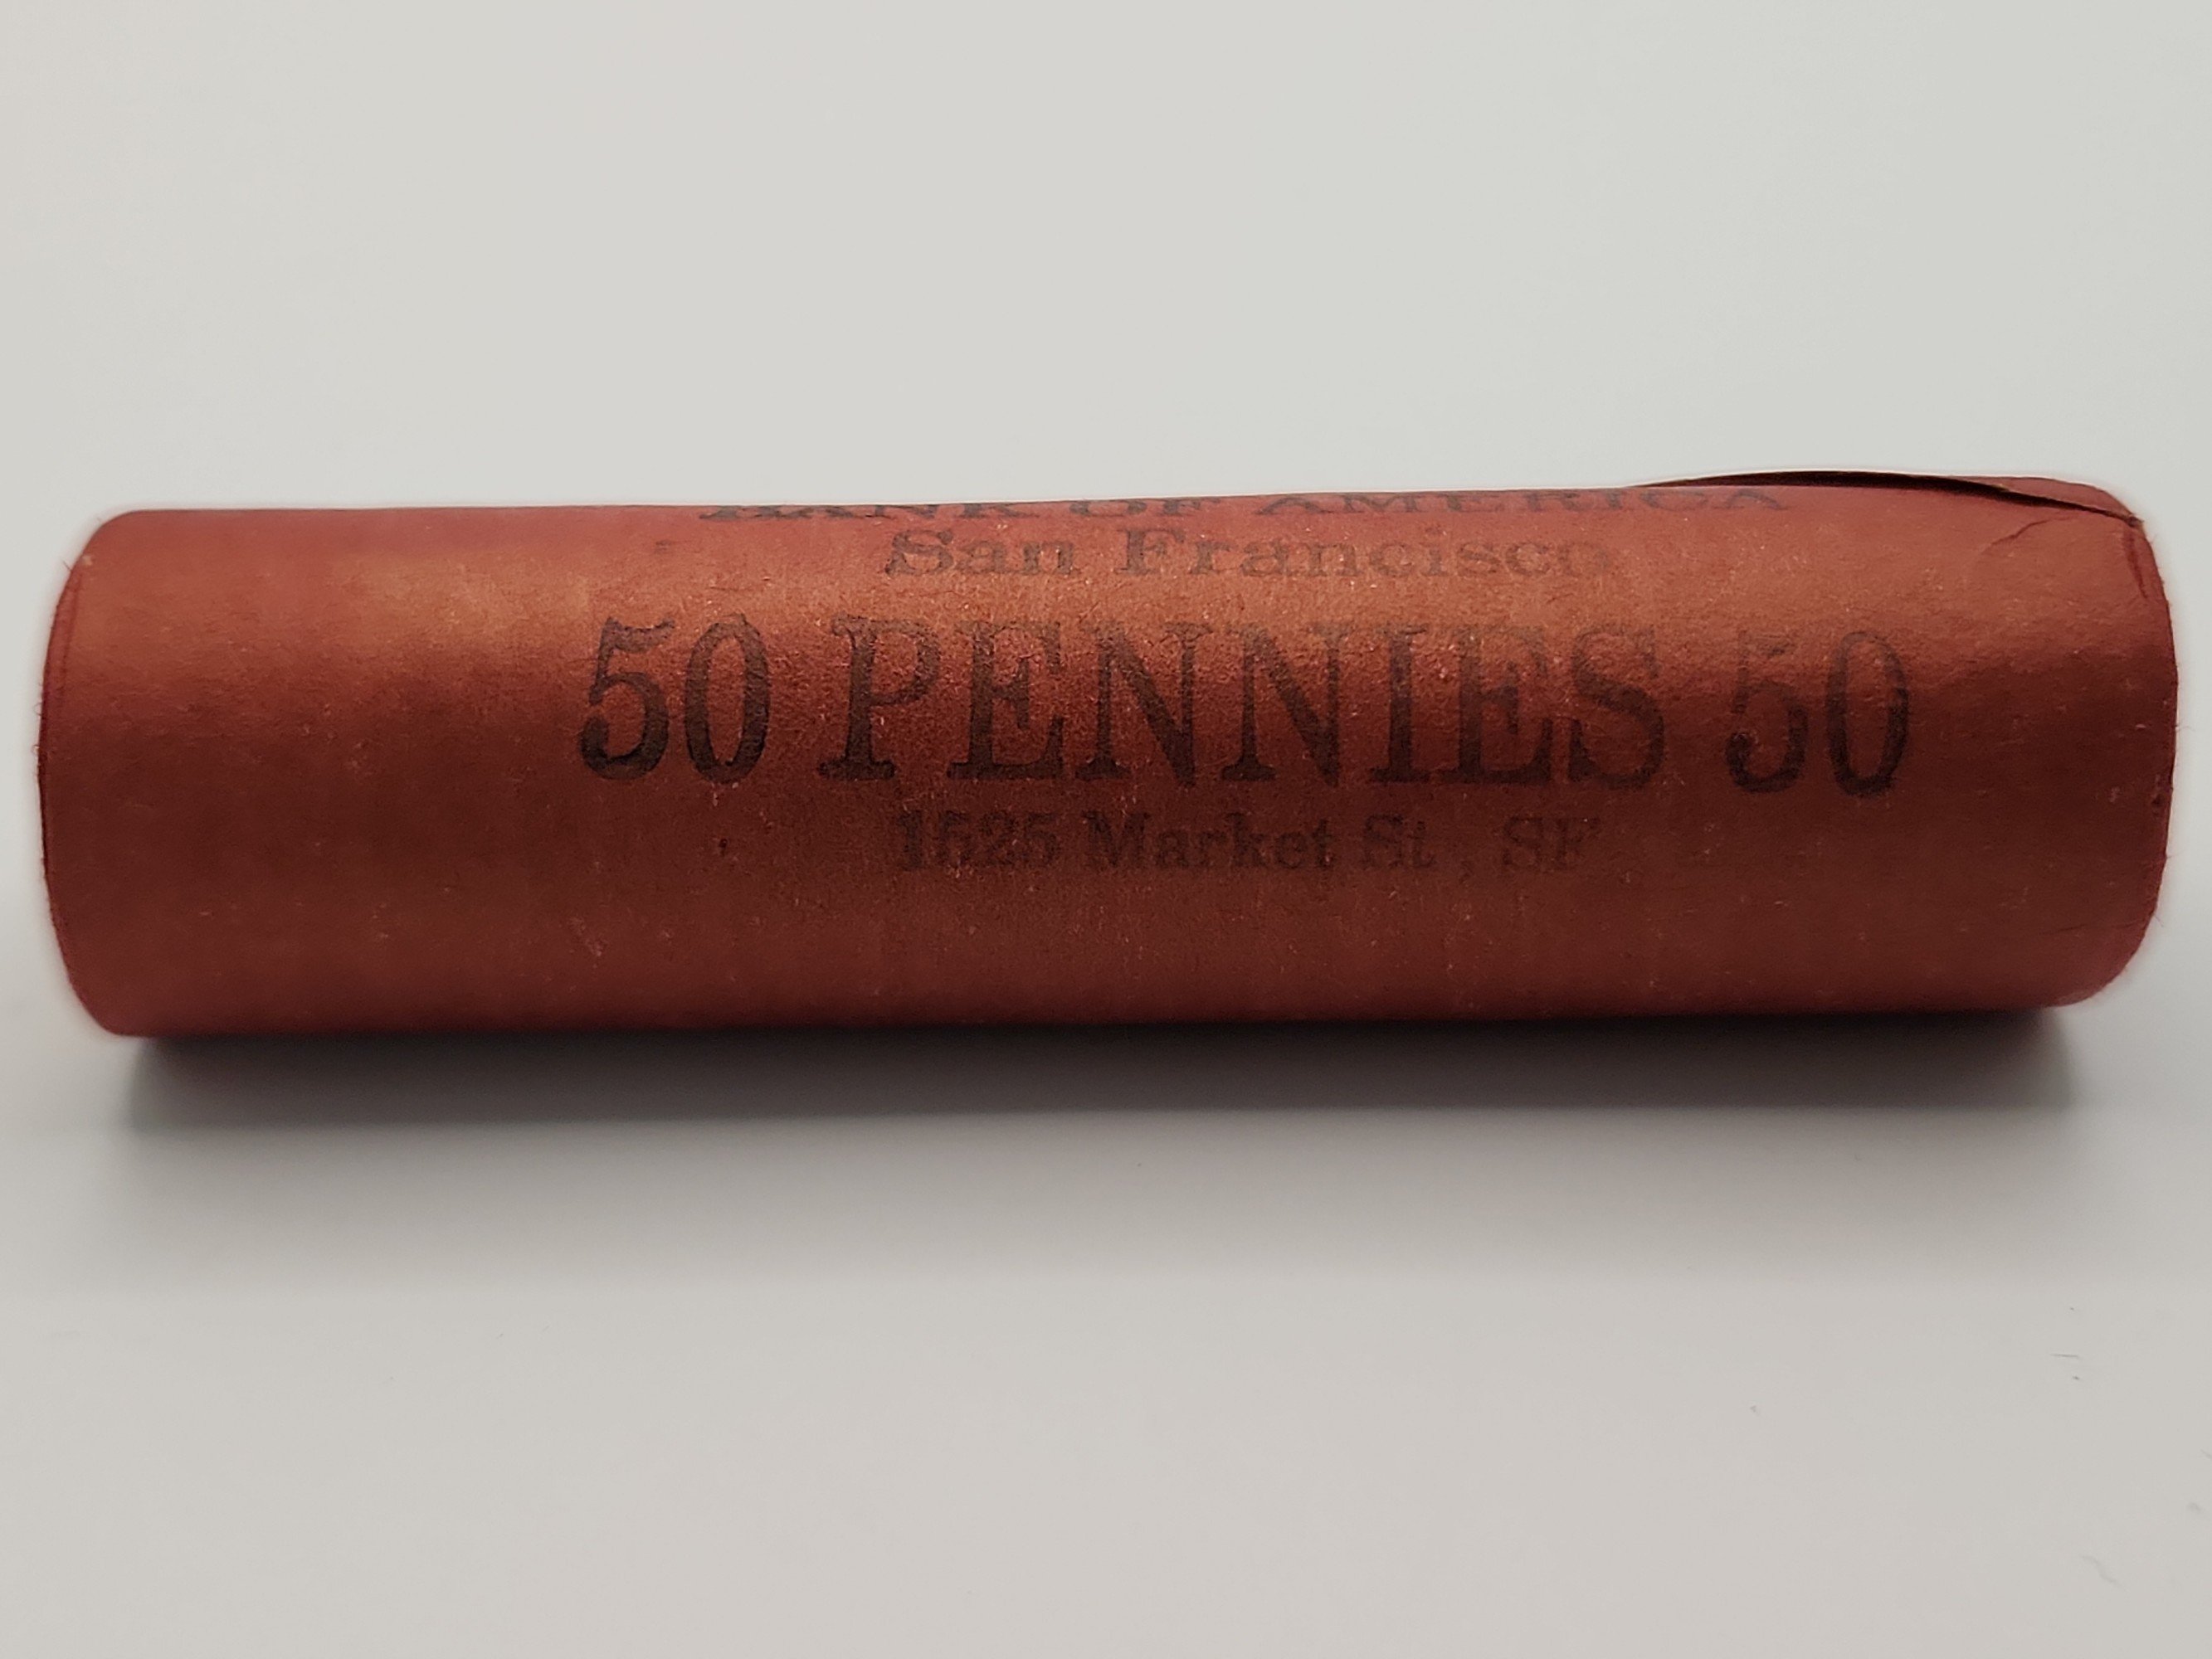 BANK OF AMERICA
San Francisco
50 PENNIES 50
1525 Market St , SF